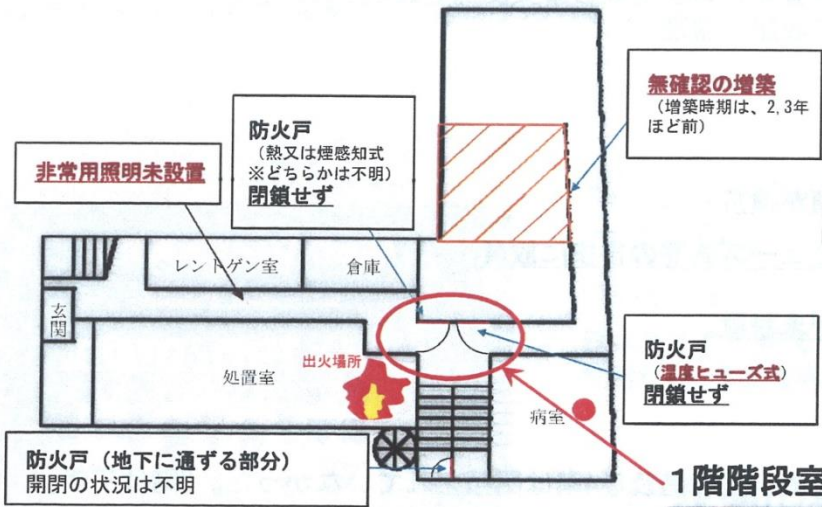 無確認の増築
（増築時期は、2,3年
ほど前）
防火戸
（熱又は煙感知式
※どちらかは不明）
閉鎖せず
非常用照明未設置
レントゲン室
倉庫
玄関
処置室
出火場所
病室
防火戸
（温度ヒューズ式）
閉鎖せず
防火戸（地下に通ずる部分）
開閉の状況は不明
1階階段室